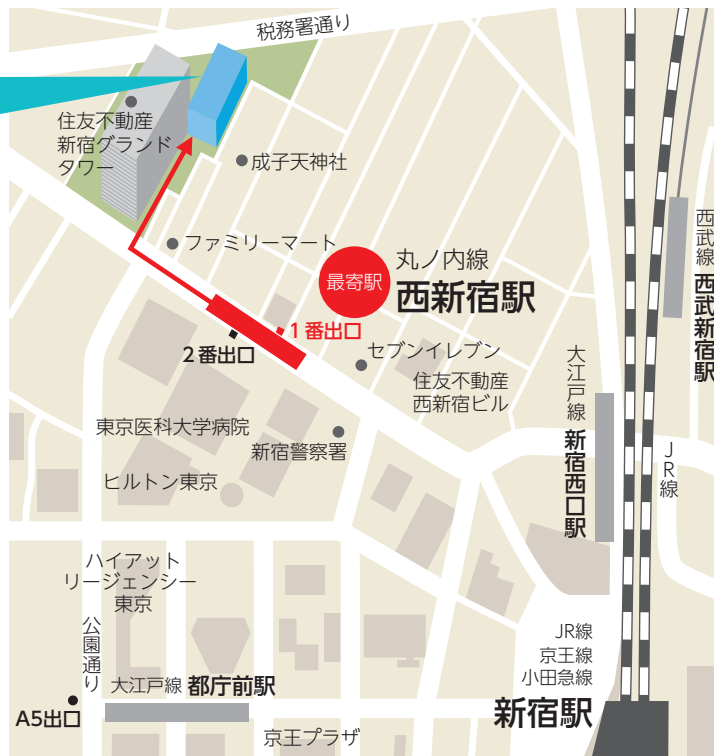 税務署通り
住友不動産
新宿グランド
タワー
成子天神社
ファミリーマート
最寄駅
丸ノ内線
西新宿駅
西武線 西武新宿駅
1番出口
2番出口
セブンイレブン
住友不動産
西新宿ビル
大江戸線 新宿西口駅
JR線
東京医科大学病院
新宿警察署
ヒルトン東京
ハイアット
リージェンシー
東京
公園通り
大江戸線 都庁前駅
A5出口
京王プラザ
JR線
京王線
小田急線
新宿駅